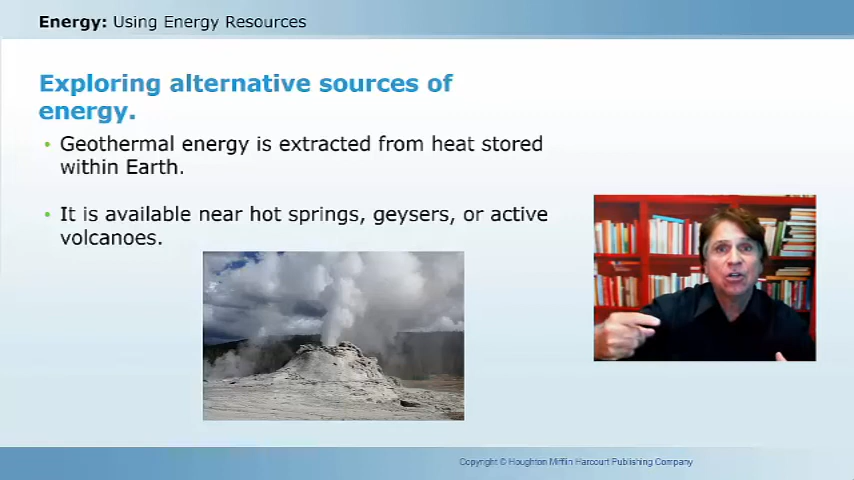 Energy: Using Energy Resources
Exploring alternative sources of
energy.
• Geothermal energy is extracted from heat stored
within Earth.
• It is available near hot springs, geysers, or active
volcanoes.
Copyright © Houghton Mifflin Harcourt Publishing Company